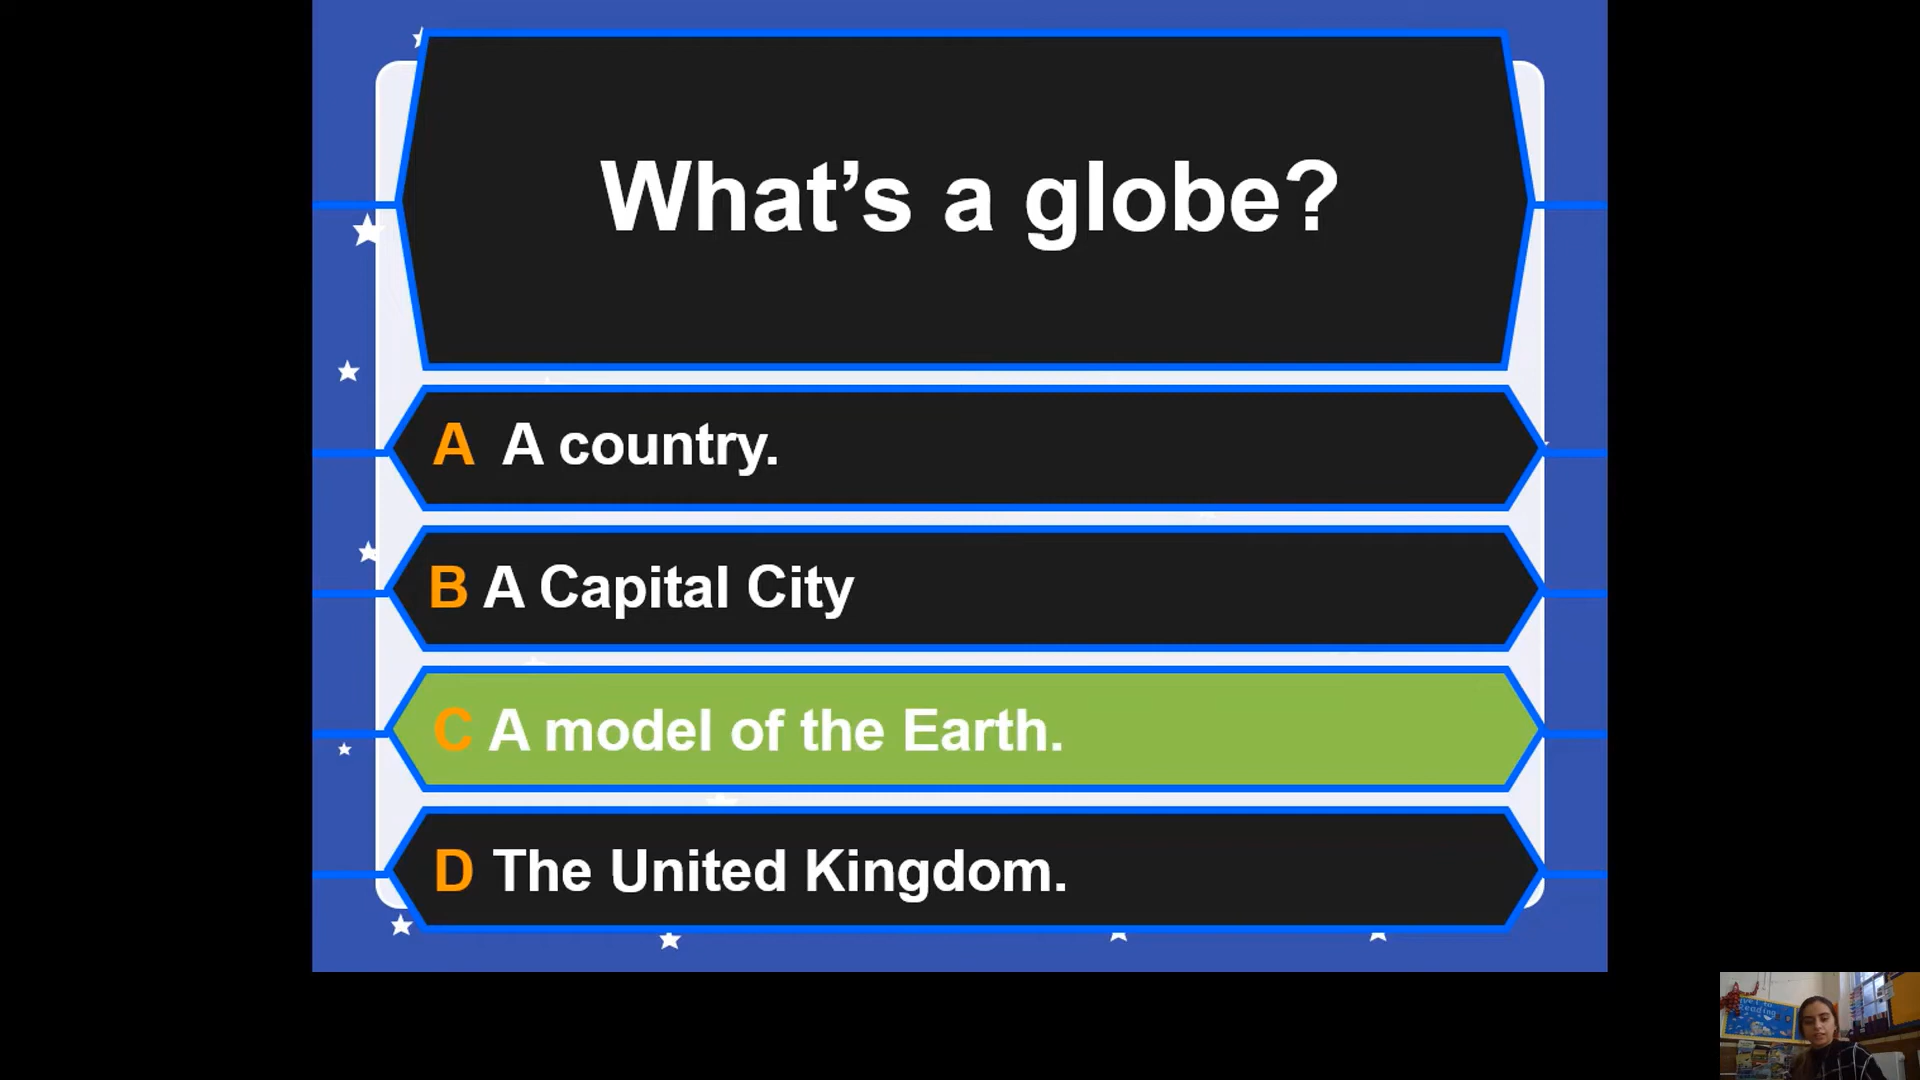 What’s a globe?
A A country.
B A Capital City
C A model of the Earth.
D The United Kingdom.